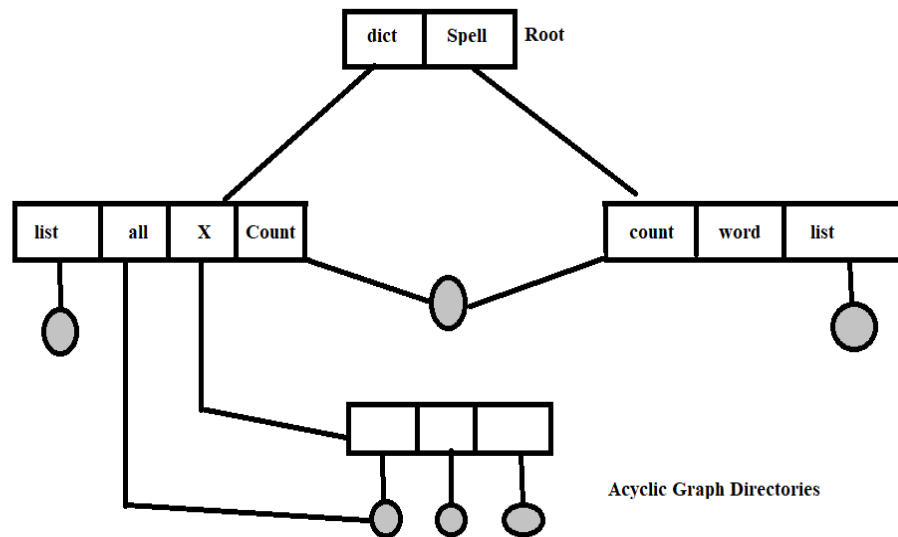 dict Spell Root
list all X Count
count word list
Acyclic Graph Directories